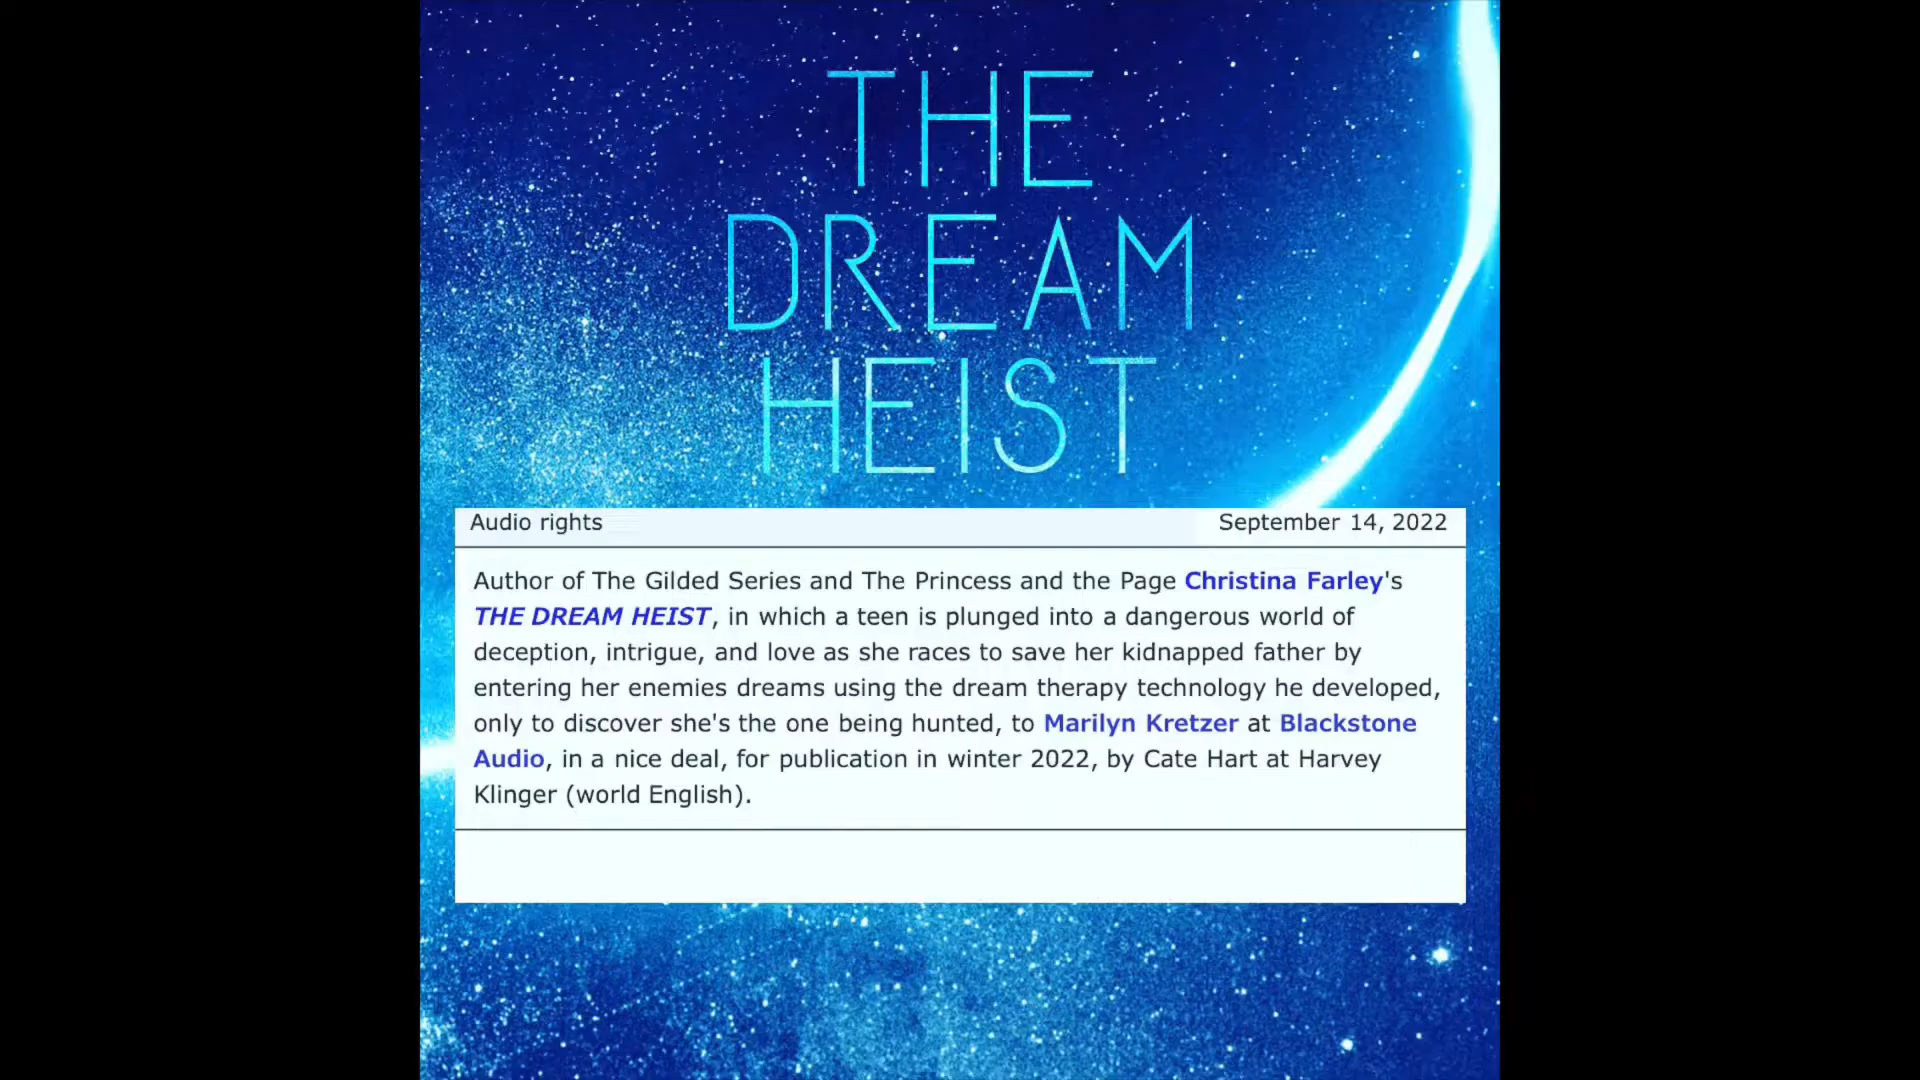 THE
DREAM
HEIST
Audio rights
September 14, 2022
Author of The Gilded Series and The Princess and the Page Christina Farley's
THE DREAM HEIST, in which a teen is plunged into a dangerous world of
deception, intrigue, and love as she races to save her kidnapped father by
entering her enemies dreams using the dream therapy technology he developed,
only to discover she's the one being hunted, to Marilyn Kretzer at Blackstone
Audio, in a nice deal, for publication in winter 2022, by Cate Hart at Harvey
Klinger (world English).